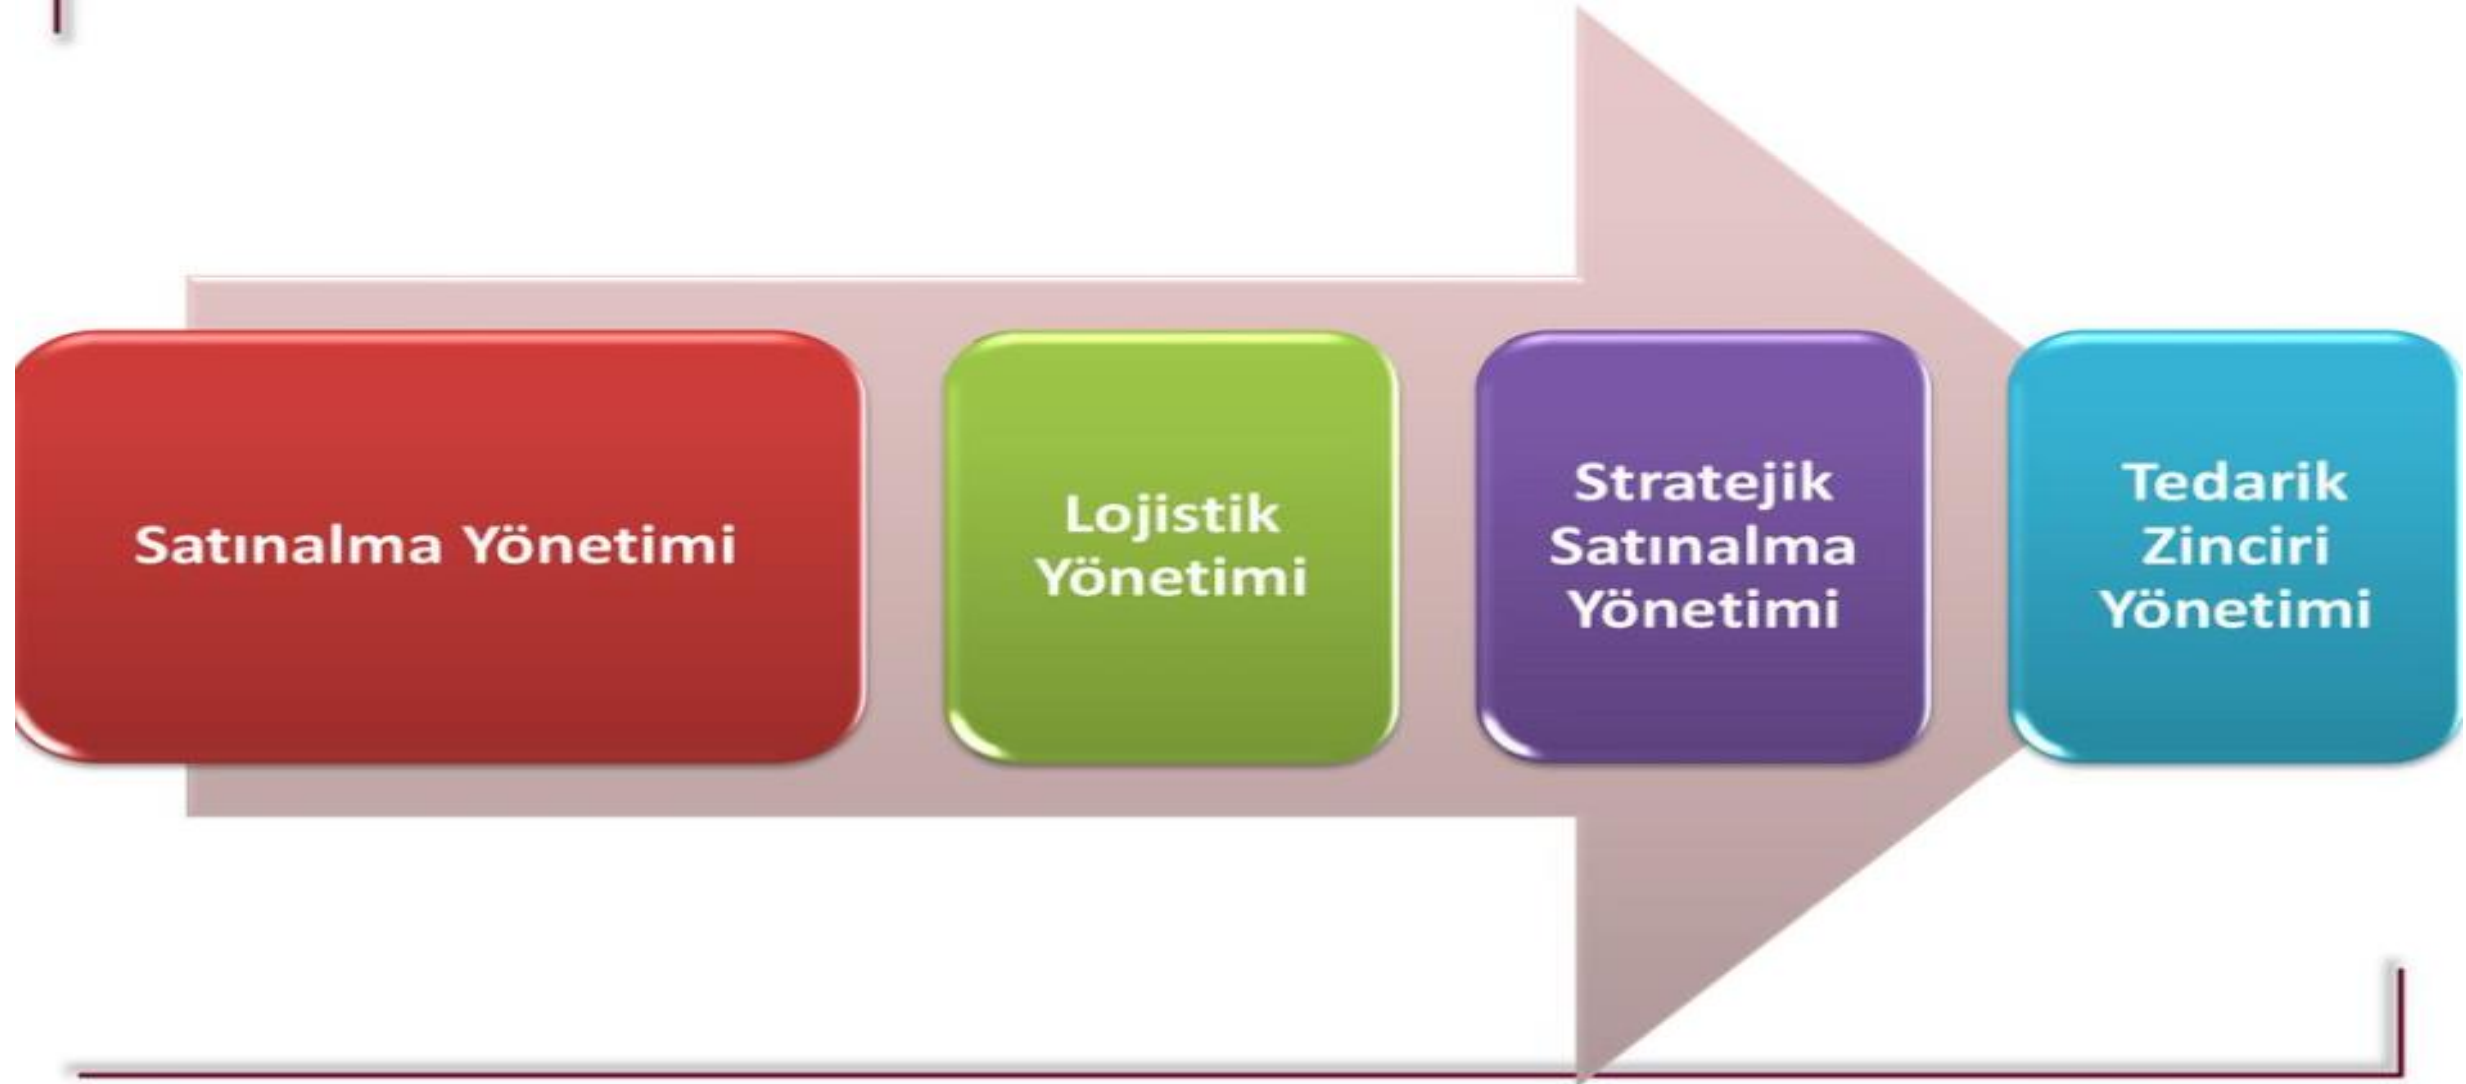 Satınalma Yönetimi
Lojistik
Yönetimi
Stratejik
Satınalma
Yönetimi
Tedarik
Zinciri
Yönetimi